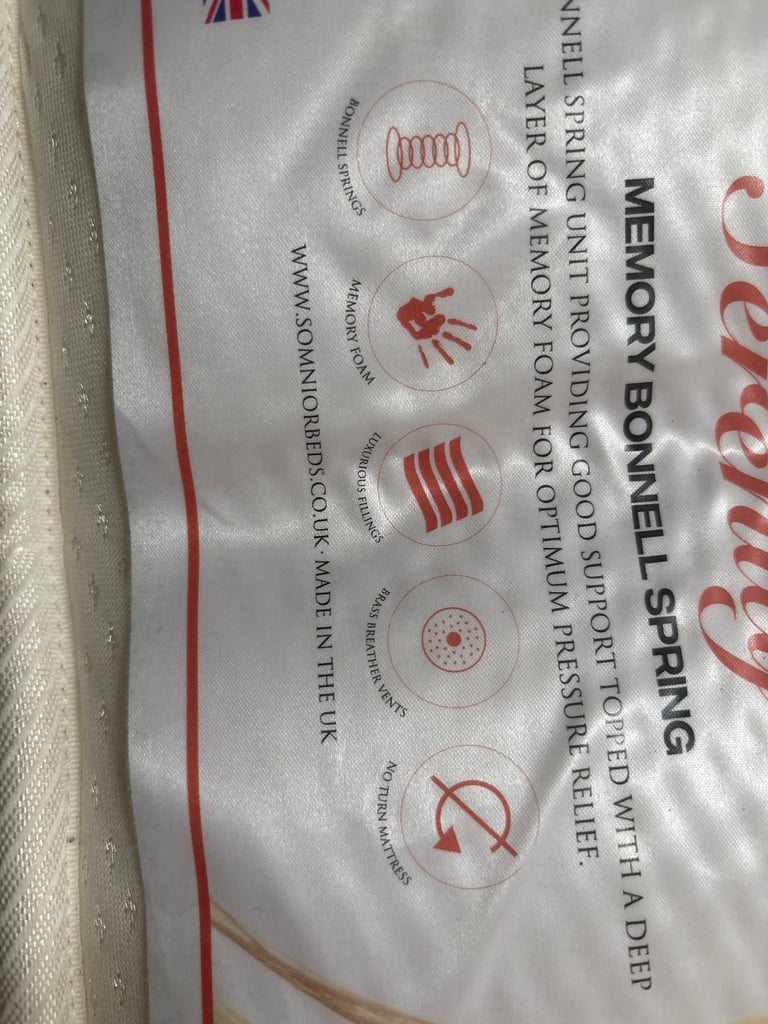 Serenity
MEMORY BONNELL SPRING
NNELL SPRING UNIT PROVIDING GOOD SUPPORT TOPPED WITH A DEEP
LAYER OF MEMORY FOAM FOR OPTIMUM PRESSURE RELIEF.
BONNELL SPRINGS
MEMORY FOAM
LUXURIOUS FILLINGS
BRASS BREATHER VENTS
NO TURN MATTRESS
WWW.SOMNIORBEDS.CO.UK · MADE IN THE UK